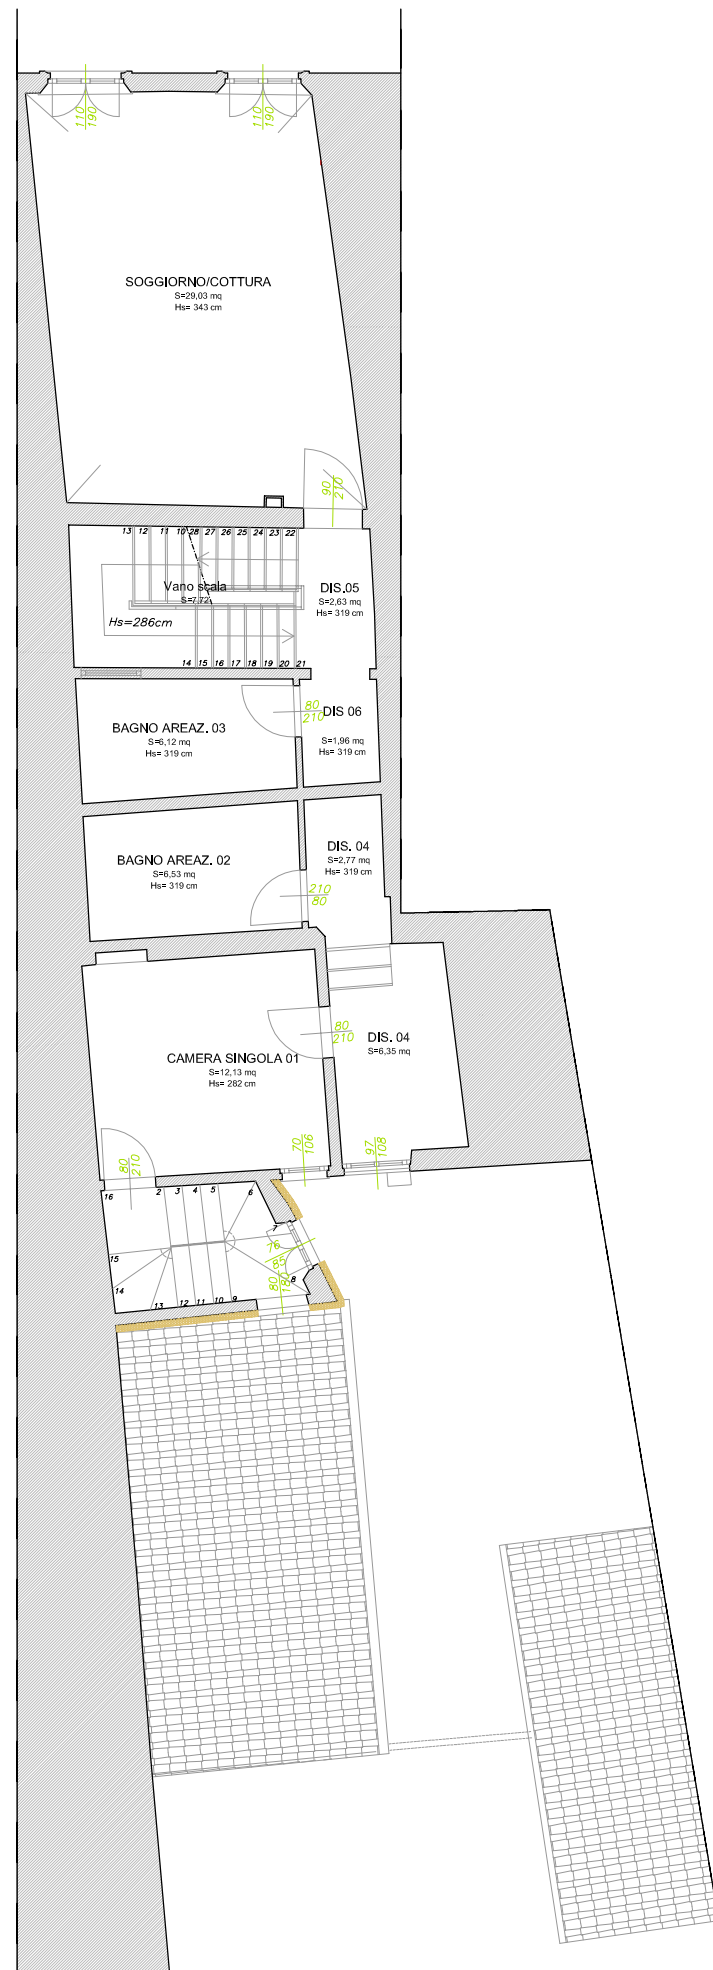 110
190
110
190
SOGGIORNO/COTTURA
S=29,03 mq
Hs= 343 cm
90
210
13 12 11 10 28 27 26 25 24 23 22
Vano scala
S=7,72
Hs=286cm
DIS.05
S=2,63 mq
Hs= 319 cm
14 15 16 17 18 19 20 21
80
210
DIS 06
S=1,96 mq
Hs= 319 cm
BAGNO AREAZ. 03
S=6,12 mq
Hs= 319 cm
DIS. 04
S=2,77 mq
Hs= 319 cm
BAGNO AREAZ. 02
S=6,53 mq
Hs= 319 cm
210
80
80
210
DIS. 04
S=6,35 mq
CAMERA SINGOLA 01
S=12,13 mq
Hs= 282 cm
80
210
70
106
97
108
16 2 3 4 5 6
7
76
85
15
8
80
180
14
13 12 11 10 9